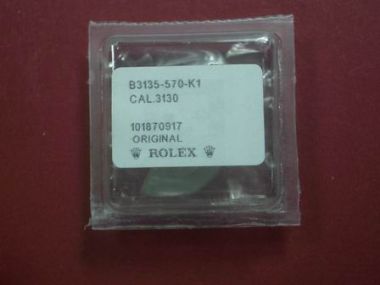 B3135-570-K1
CAL.3130
101870917
ORIGINAL
ROLEX